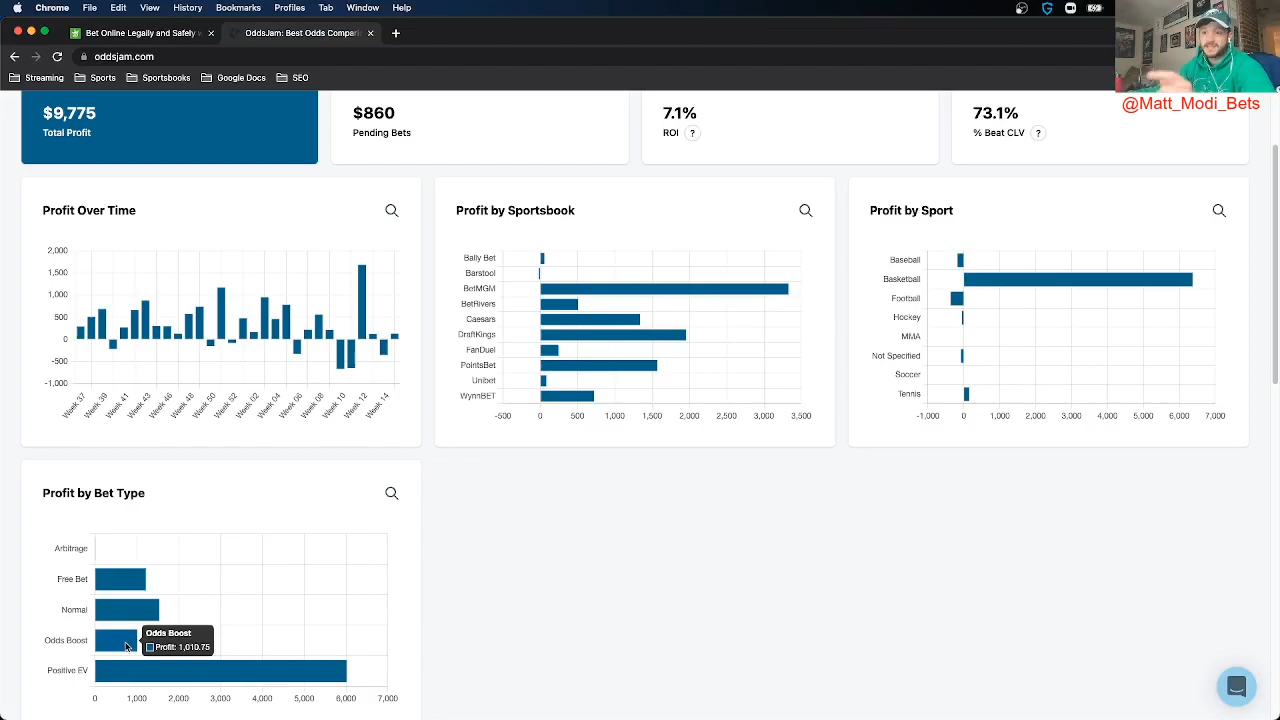 Chrome File Edit View History Bookmarks Profiles Tab Window Help
Bet Online Legally and Safely
OddsJam: Best Odds Compari
oddsjam.com
Streaming Sports Sportsbooks Google Docs SEO
@Matt_Modi_Bets
$9,775
Total Profit
$860
Pending Bets
7.1%
ROI ?
73.1%
% Beat CLV ?
Profit Over Time
2,000
1,500
1,000
500
0
-500
-1,000
Week 37 Week 39 Week 41 Week 43 Week 46 Week 48 Week 50 Week 52 Week 02 Week 04 Week 06 Week 08 Week 10 Week 12 Week 14
Profit by Sportsbook
Bally Bet
Barstool
BetMGM
BetRivers
Caesars
DraftKings
FanDuel
PointsBet
Unibet
WynnBET
-500 0 500 1,000 1,500 2,000 2,500 3,000 3,500
Profit by Sport
Baseball
Basketball
Football
Hockey
MMA
Not Specified
Soccer
Tennis
-1,000 0 1,000 2,000 3,000 4,000 5,000 6,000 7,000
Profit by Bet Type
Arbitrage
Free Bet
Normal
Odds Boost
Positive EV
Odds Boost
Profit: 1,010.75
0 1,000 2,000 3,000 4,000 5,000 6,000 7,000